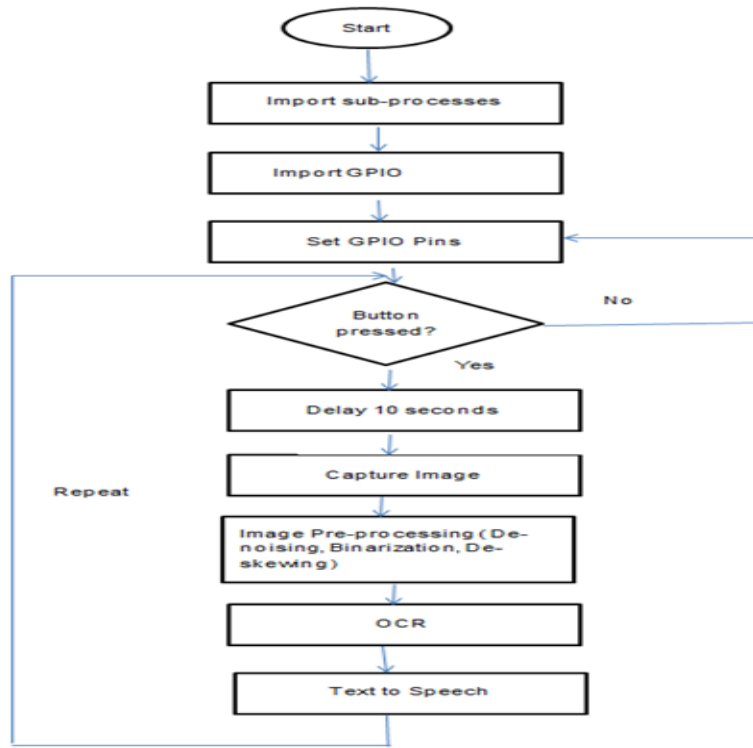 Start
Import sub-processes
Import GPIO
Set GPIO Pins
No
Button
pressed?
Yes
Delay 10 seconds
Capture Image
Repeat
Image Pre-processing (De-
noising, Binarization, De-
skewing)
OCR
Text to Speech